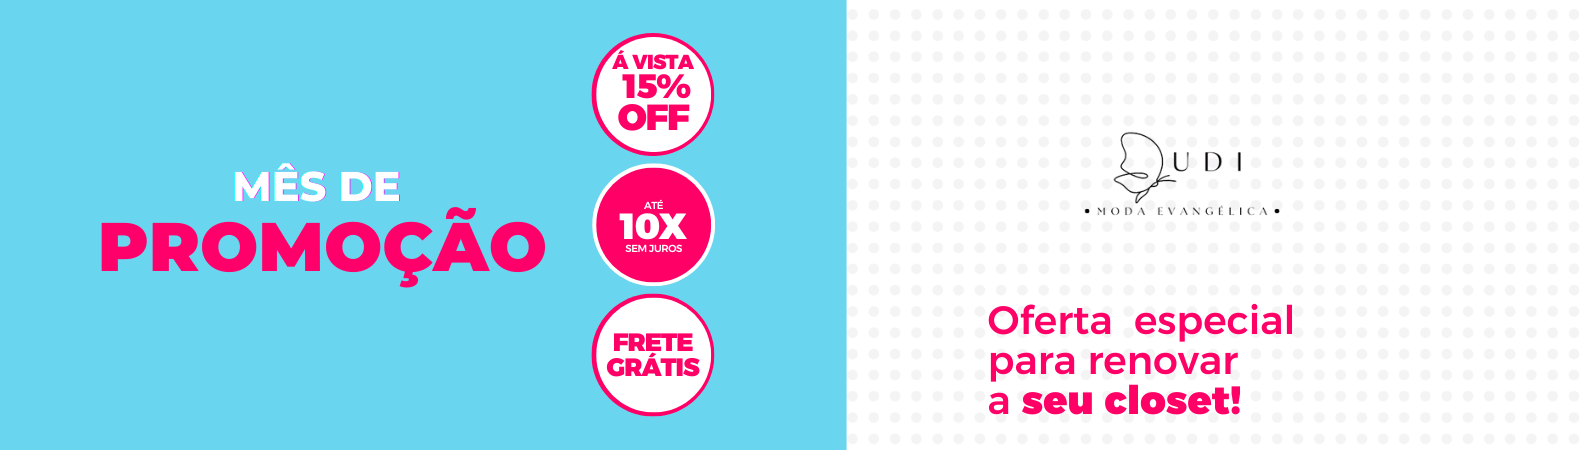 MÊS DE
PROMOÇÃO
Á VISTA
15%
OFF
ATÉ
10X
SEM JUROS
FRETE
GRÁTIS
DUDI
• MODA EVANGÉLICA •
Oferta especial
para renovar
a seu closet!